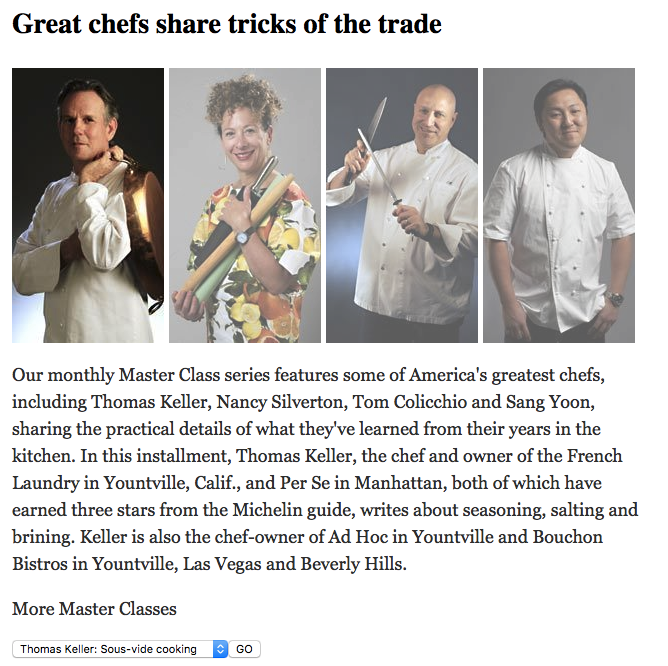 Great chefs share tricks of the trade
Our monthly Master Class series features some of America's greatest chefs,
including Thomas Keller, Nancy Silverton, Tom Colicchio and Sang Yoon,
sharing the practical details of what they've learned from their years in the
kitchen. In this installment, Thomas Keller, the chef and owner of the French
Laundry in Yountville, Calif., and Per Se in Manhattan, both of which have
earned three stars from the Michelin guide, writes about seasoning, salting and
brining. Keller is also the chef-owner of Ad Hoc in Yountville and Bouchon
Bistros in Yountville, Las Vegas and Beverly Hills.
More Master Classes
Thomas Keller: Sous-vide cooking GO